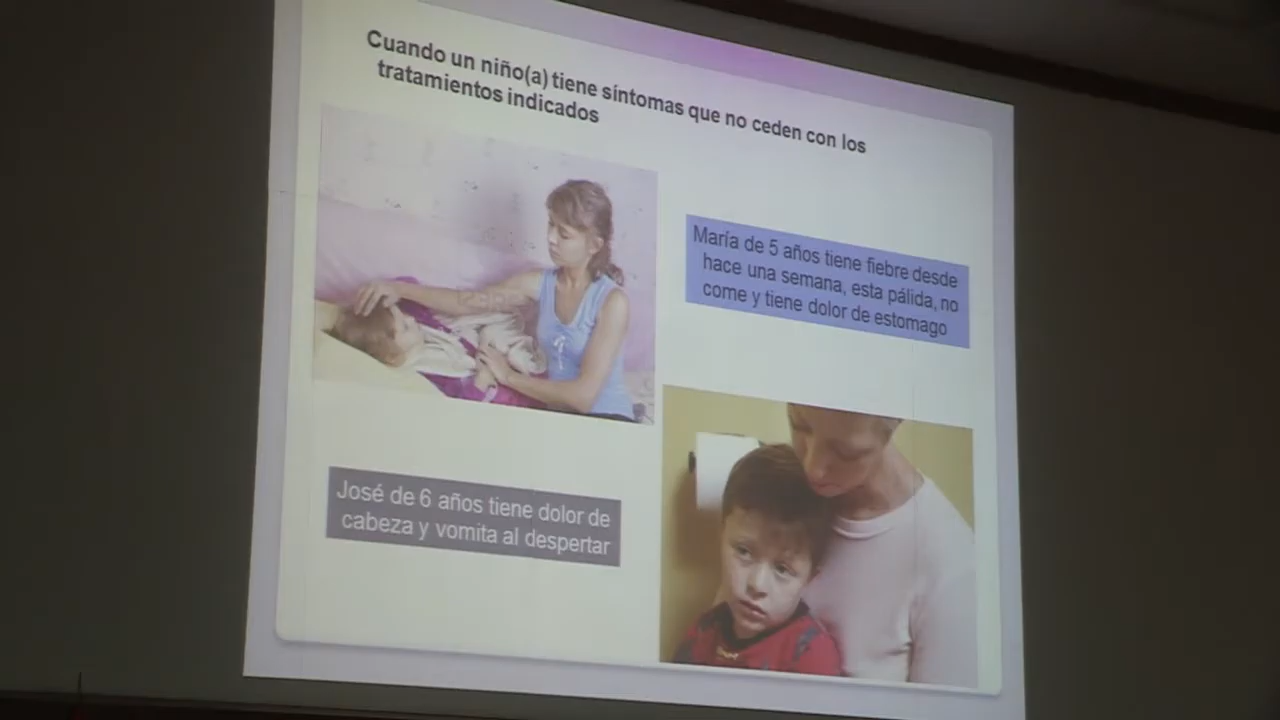 Cuando un niño(a) tiene síntomas que no ceden con los
tratamientos indicados
María de 5 años tiene fiebre desde
hace una semana, esta pálida, no
come y tiene dolor de estomago
José de 6 años tiene dolor de
cabeza y vomita al despertar